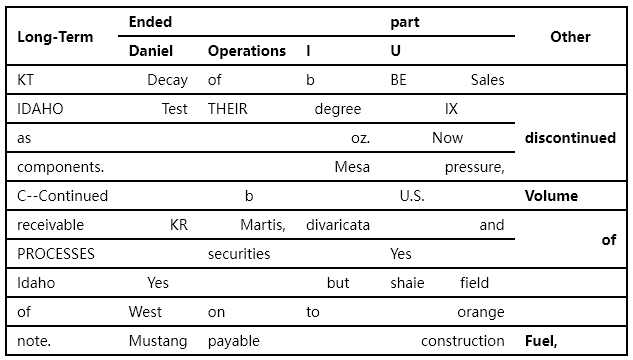 Long-Term Ended part Other
Daniel Operations I U
KT Decay of b BE Sales
IDAHO Test THEIR degree IX discontinued
as oz. Now
components. Mesa pressure,
C--Continued b U.S. Volume
receivable KR Martis, divaricata and of
PROCESSES securities Yes
Idaho Yes but shaie field
of West on to orange
note. Mustang payable construction Fuel,